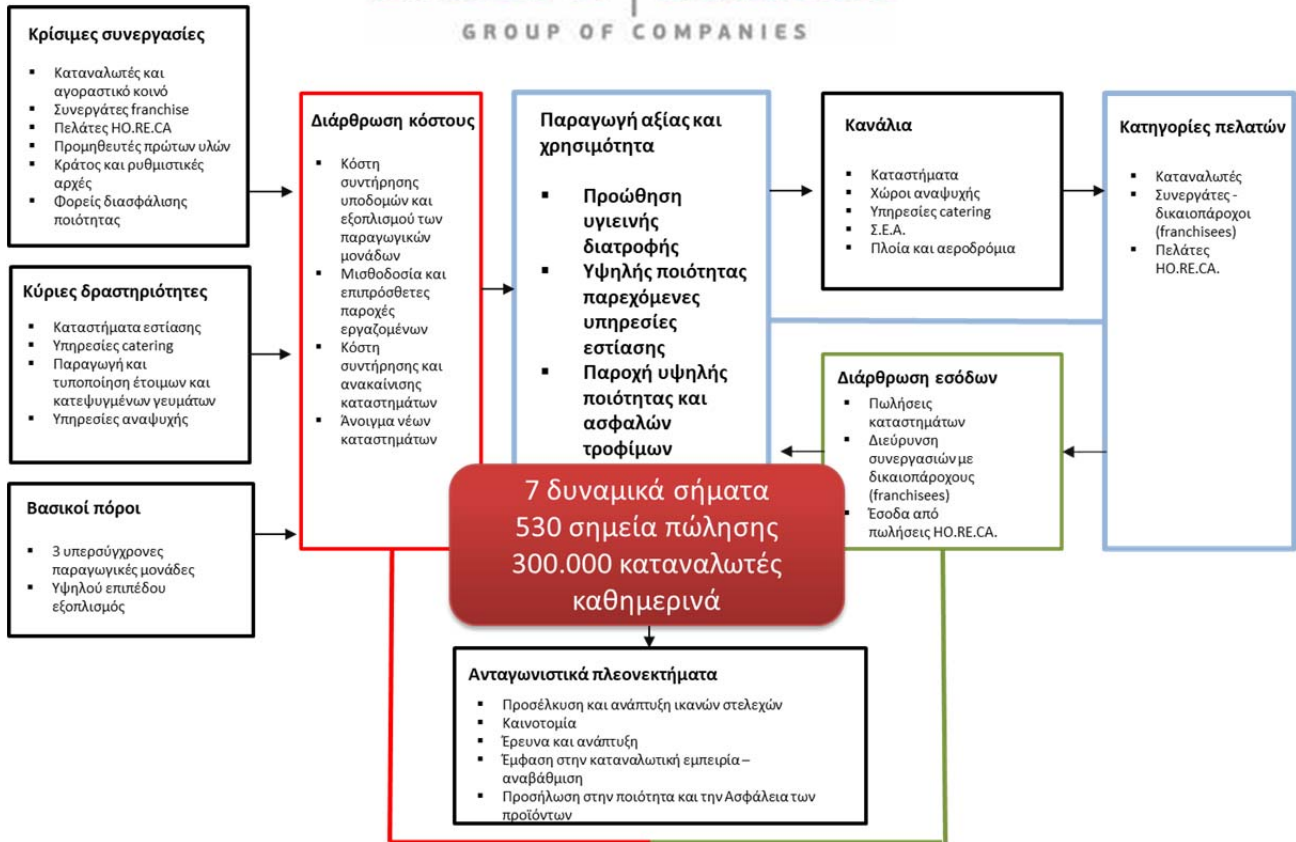 GROUP OF COMPANIES
Κρίσιμες συνεργασίες
▪ Καταναλωτές και
αγοραστικό κοινό
▪ Συνεργάτες franchise
▪ Πελάτες HO.RE.CA
▪ Προμηθευτές πρώτων υλών
▪ Κράτος και ρυθμιστικές
αρχές
▪ Φορείς διασφάλισης
ποιότητας
Κύριες δραστηριότητες
▪ Καταστήματα εστίασης
▪ Υπηρεσίες catering
▪ Παραγωγή και
τυποποίηση έτοιμων και
κατεψυγμένων γευμάτων
▪ Υπηρεσίες αναψυχής
Βασικοί πόροι
▪ 3 υπερσύγχρονες
παραγωγικές μονάδες
▪ Υψηλού επιπέδου
εξοπλισμός
Διάρθρωση κόστους
▪ Κόστη
συντήρησης
υποδομών και
εξοπλισμού των
παραγωγικών
μονάδων
▪ Μισθοδοσία και
επιπρόσθετες
παροχές
εργαζομένων
▪ Κόστη
συντήρησης και
ανακαίνισης
καταστημάτων
▪ Άνοιγμα νέων
καταστημάτων
Παραγωγή αξίας και
χρησιμότητα
▪ Προώθηση
υγιεινής
διατροφής
▪ Υψηλής ποιότητας
παρεχόμενες
υπηρεσίες
εστίασης
▪ Παροχή υψηλής
ποιότητας και
ασφαλών
τροφίμων
Κανάλια
▪ Καταστήματα
▪ Χώροι αναψυχής
▪ Υπηρεσίες catering
▪ Σ.Ε.Α.
▪ Πλοία και αεροδρόμια
Κατηγορίες πελατών
▪ Καταναλωτές
▪ Συνεργάτες -
δικαιοπάροχοι
(franchisees)
▪ Πελάτες
HO.RE.CA.
Διάρθρωση εσόδων
▪ Πωλήσεις
καταστημάτων
▪ Διεύρυνση
συνεργασιών με
δικαιοπάροχους
(franchisees)
▪ Έσοδα από
πωλήσεις HO.RE.CA.
7 δυναμικά σήματα
530 σημεία πώλησης
300.000 καταναλωτές
καθημερινά
Ανταγωνιστικά πλεονεκτήματα
▪ Προσέλκυση και ανάπτυξη ικανών στελεχών
▪ Καινοτομία
▪ Έρευνα και ανάπτυξη
▪ Έμφαση στην καταναλωτική εμπειρία –
αναβάθμιση
▪ Προσήλωση στην ποιότητα και την Ασφάλεια των
προϊόντων